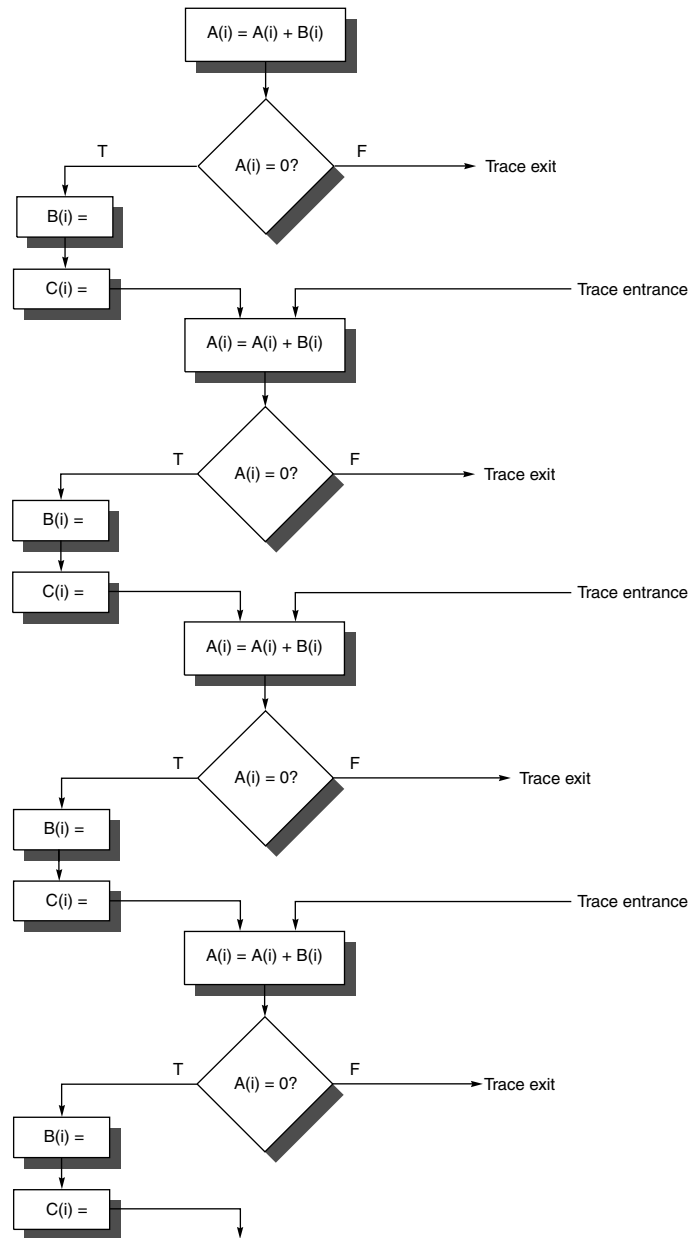 A(i) = A(i) + B(i)
A(i) = 0?
T
F
Trace exit
B(i) =
C(i) =
Trace entrance
A(i) = A(i) + B(i)
A(i) = 0?
T
F
Trace exit
B(i) =
C(i) =
Trace entrance
A(i) = A(i) + B(i)
A(i) = 0?
T
F
Trace exit
B(i) =
C(i) =
Trace entrance
A(i) = A(i) + B(i)
A(i) = 0?
T
F
Trace exit
B(i) =
C(i) =